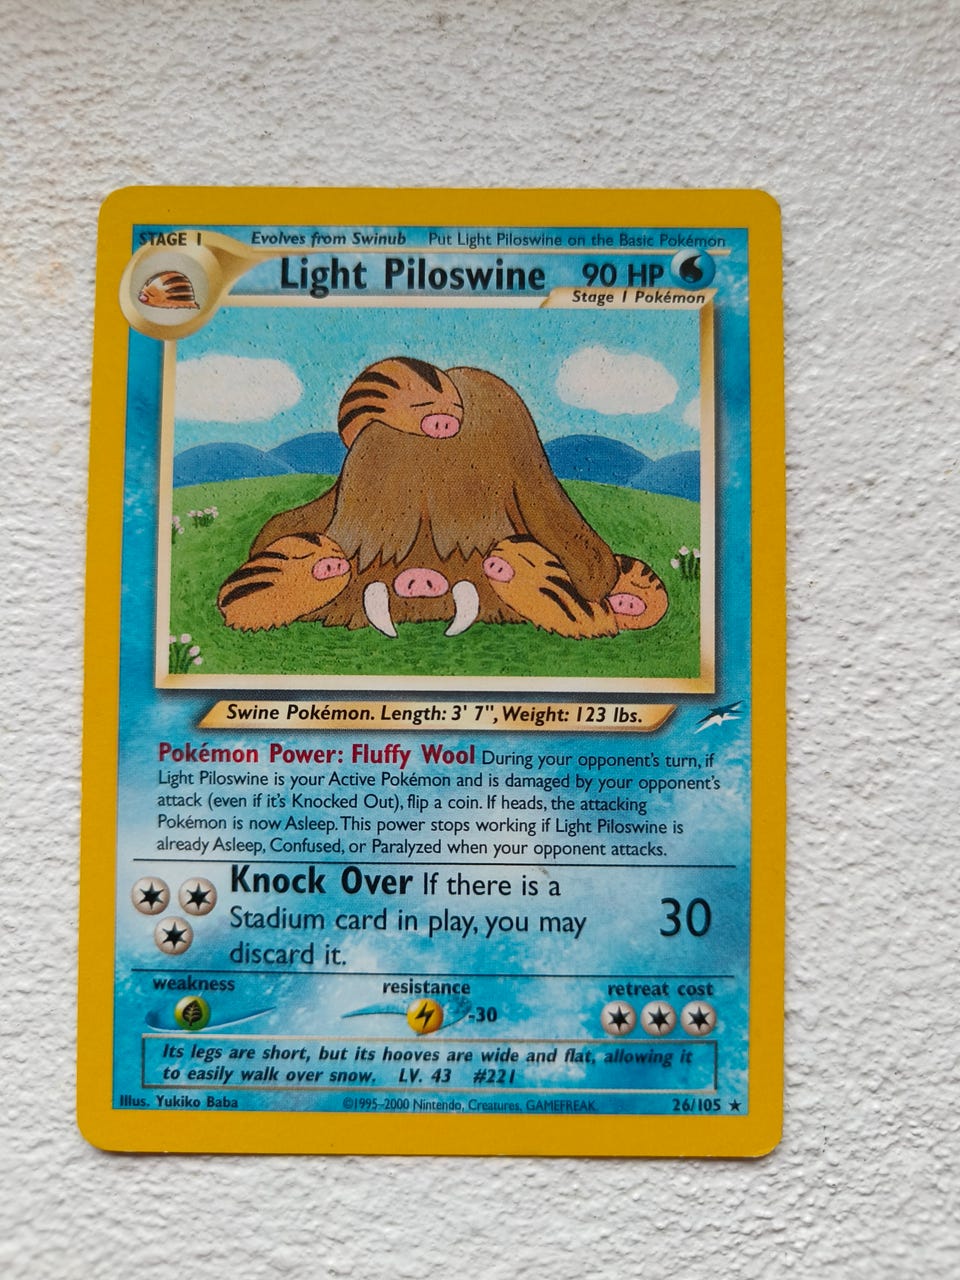 STAGE 1 Evolves from Swinub Put Light Piloswine on the Basic Pokémon
Light Piloswine 90 HP
Stage 1 Pokémon
Swine Pokémon. Length: 3' 7", Weight: 123 lbs.
Pokémon Power: Fluffy Wool During your opponent's turn, if
Light Piloswine is your Active Pokémon and is damaged by your opponent's
attack (even if it's Knocked Out), flip a coin. If heads, the attacking
Pokémon is now Asleep. This power stops working if Light Piloswine is
already Asleep, Confused, or Paralyzed when your opponent attacks.
Knock Over If there is a
Stadium card in play, you may
discard it.
30
weakness resistance retreat cost
-30
Its legs are short, but its hooves are wide and flat, allowing it
to easily walk over snow. LV. 43 #221
Illus. Yukiko Baba ©1995-2000 Nintendo, Creatures, GAMEFREAK. 26/105 ★